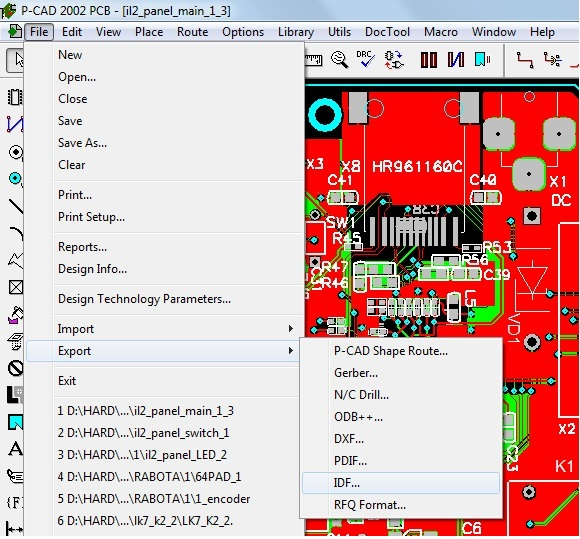 P-CAD 2002 PCB - [il2_panel_main_1_3]
File Edit View Place Route Options Library Utils DocTool Macro Window Help
DRC
New
Open...
Close
Save
Save As...
Clear
Print...
Print Setup...
Reports...
Design Info...
Design Technology Parameters...
Import
Export
Exit
1 D:\HARD\...\il2_panel_main_1_3
2 D:\HARD\...\il2_panel_switch_1
3 D:\HARD\...\1\il2_panel_LED_2
4 D:\HARD\...\RABOTA\1\64PAD_1
5 D:\HARD\...\RABOTA\1\1_encoder
6 D:\HARD\...\lk7_k2_2\LK7_K2_2.
P-CAD Shape Route...
Gerber...
N/C Drill...
ODB++...
DXF...
PDIF...
IDF...
RFQ Format...
X3
X8
HR961160C
C41
C40
X1
DC
C38
SW1
R45
R53
R56
R47
R46
C39
L5
VD1
X2
C23
K1
C6
A
{F}